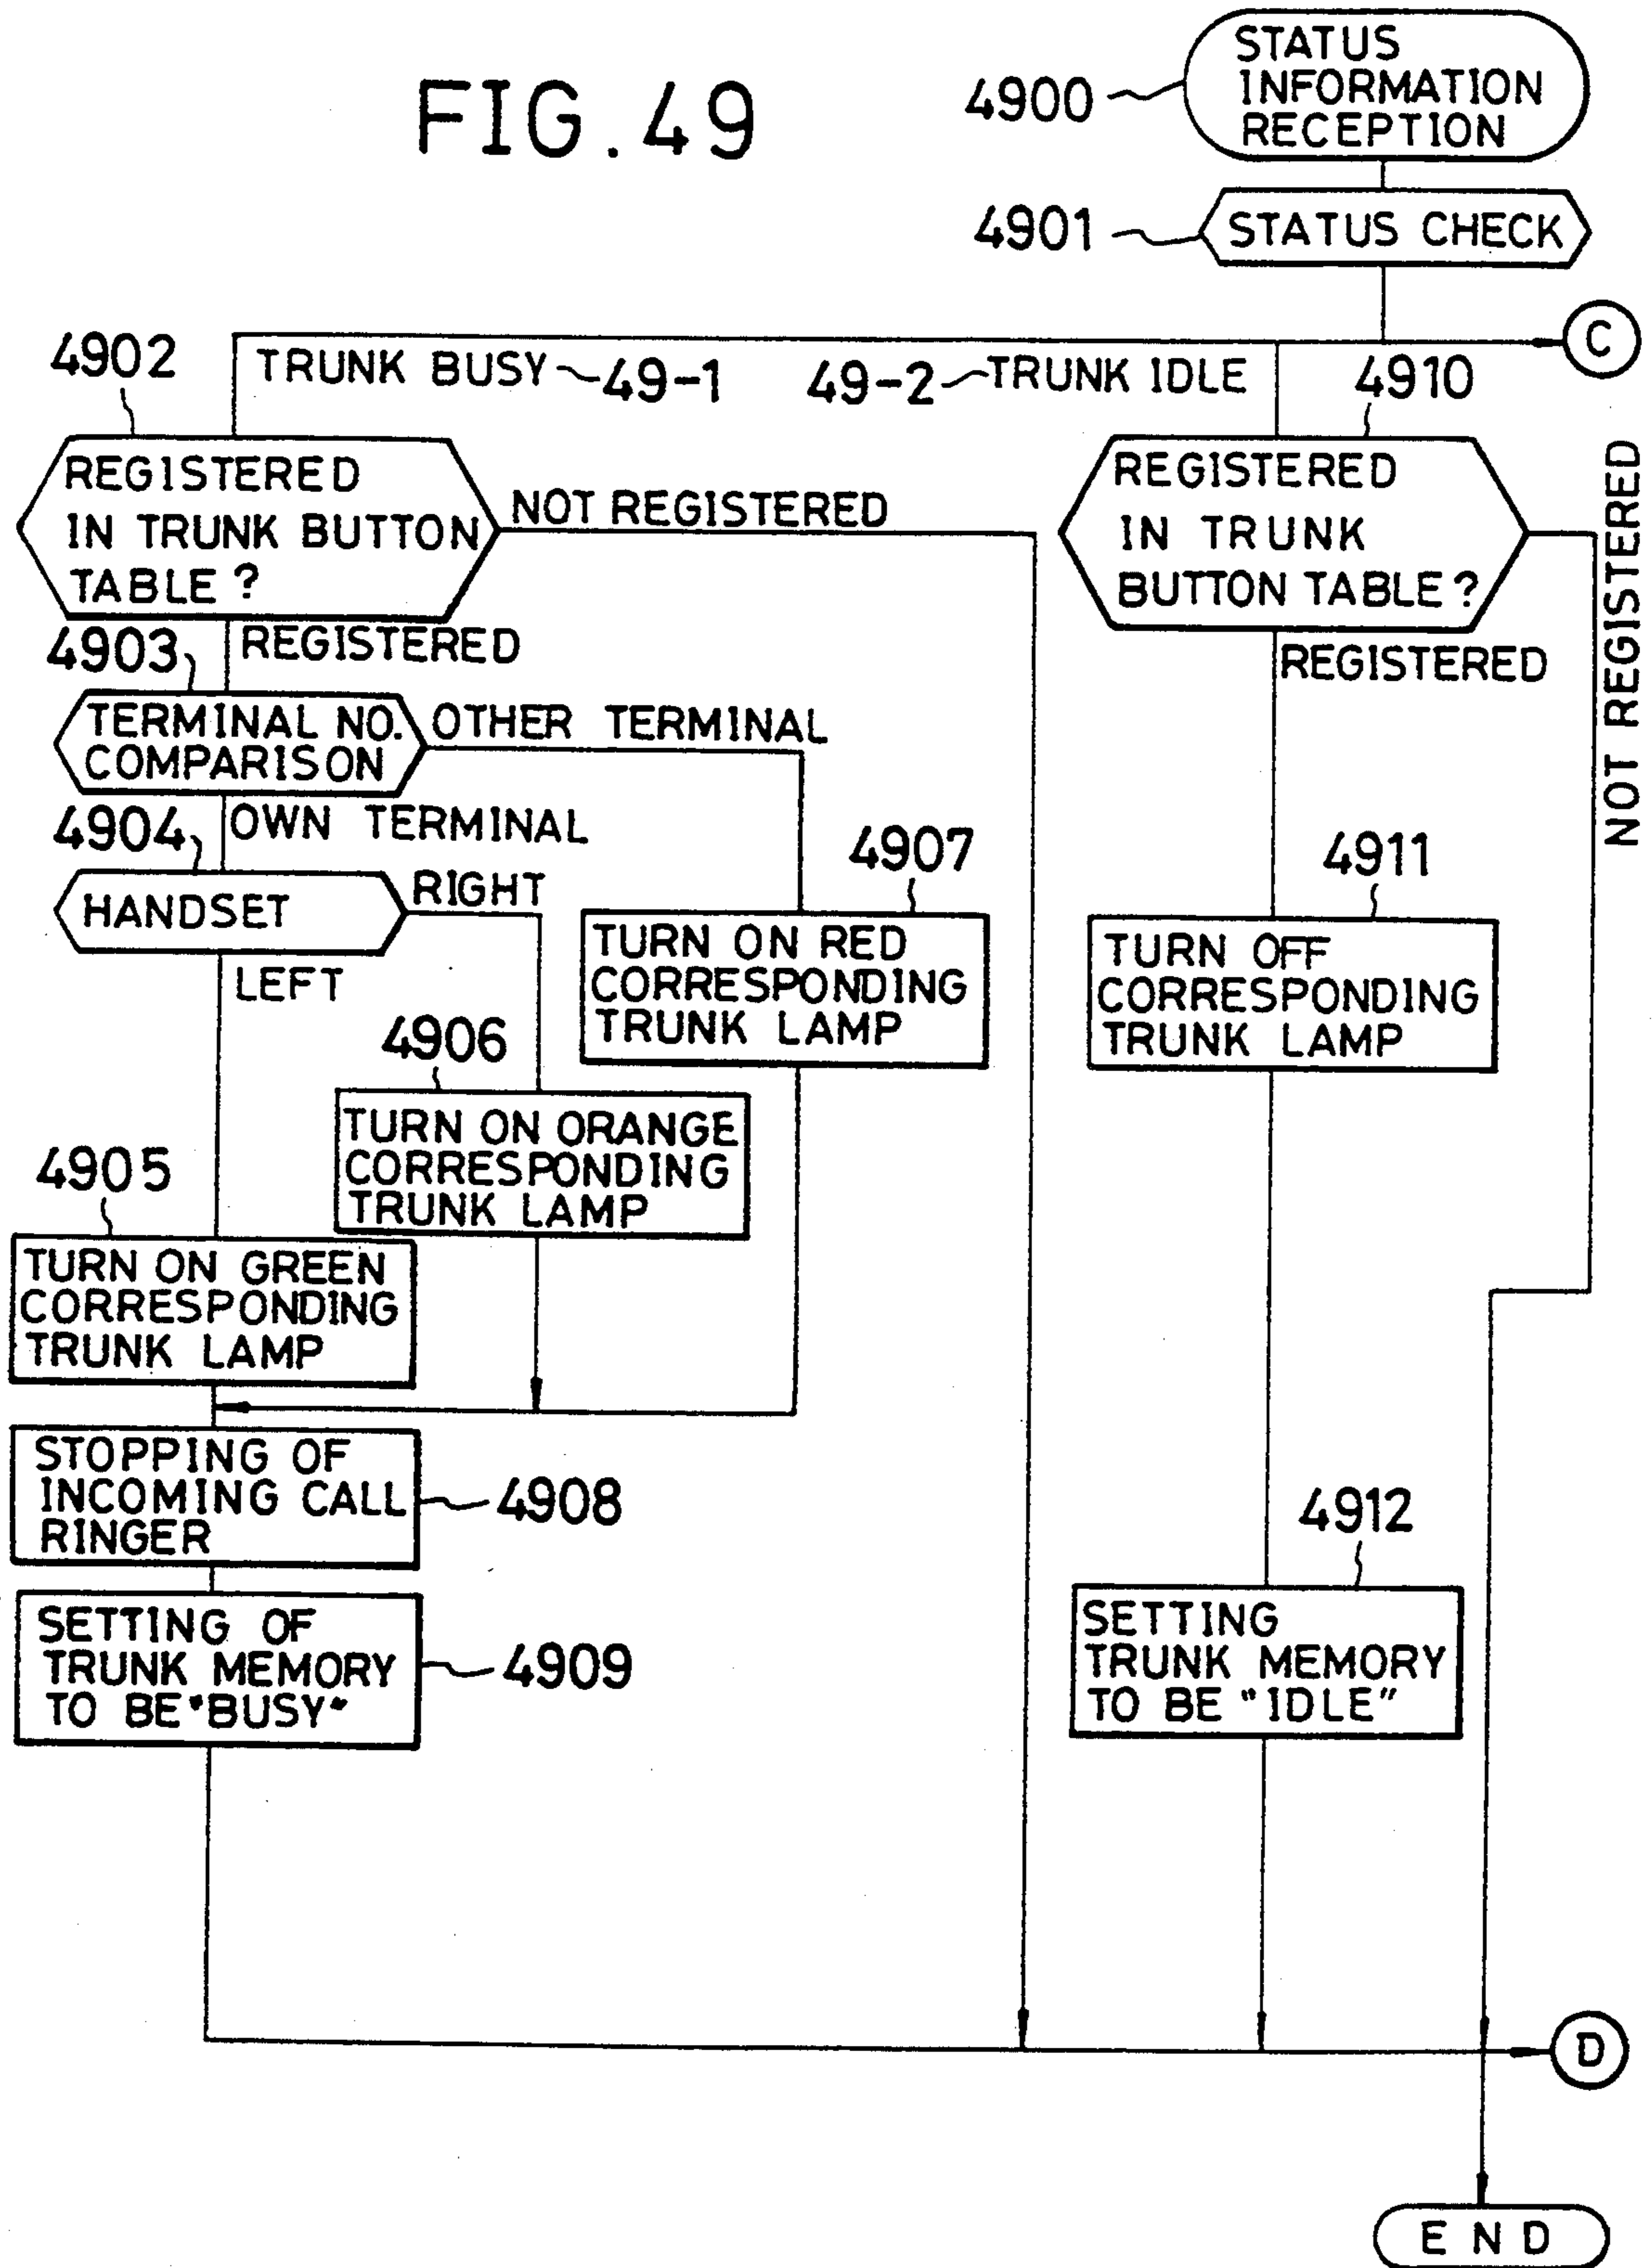 FIG. 49
4900
STATUS
INFORMATION
RECEPTION
4901
STATUS CHECK
C
4902
TRUNK BUSY
49-1
49-2
TRUNK IDLE
4910
REGISTERED
IN TRUNK BUTTON
TABLE?
NOT REGISTERED
REGISTERED
IN TRUNK
BUTTON TABLE?
NOT REGISTERED
4903
REGISTERED
REGISTERED
TERMINAL NO.
COMPARISON
OTHER TERMINAL
4904
OWN TERMINAL
HANDSET
RIGHT
LEFT
4907
TURN ON RED
CORRESPONDING
TRUNK LAMP
4911
TURN OFF
CORRESPONDING
TRUNK LAMP
4906
TURN ON ORANGE
CORRESPONDING
TRUNK LAMP
4905
TURN ON GREEN
CORRESPONDING
TRUNK LAMP
STOPPING OF
INCOMING CALL
RINGER
4908
SETTING OF
TRUNK MEMORY
TO BE "BUSY"
4909
4912
SETTING
TRUNK MEMORY
TO BE "IDLE"
D
END